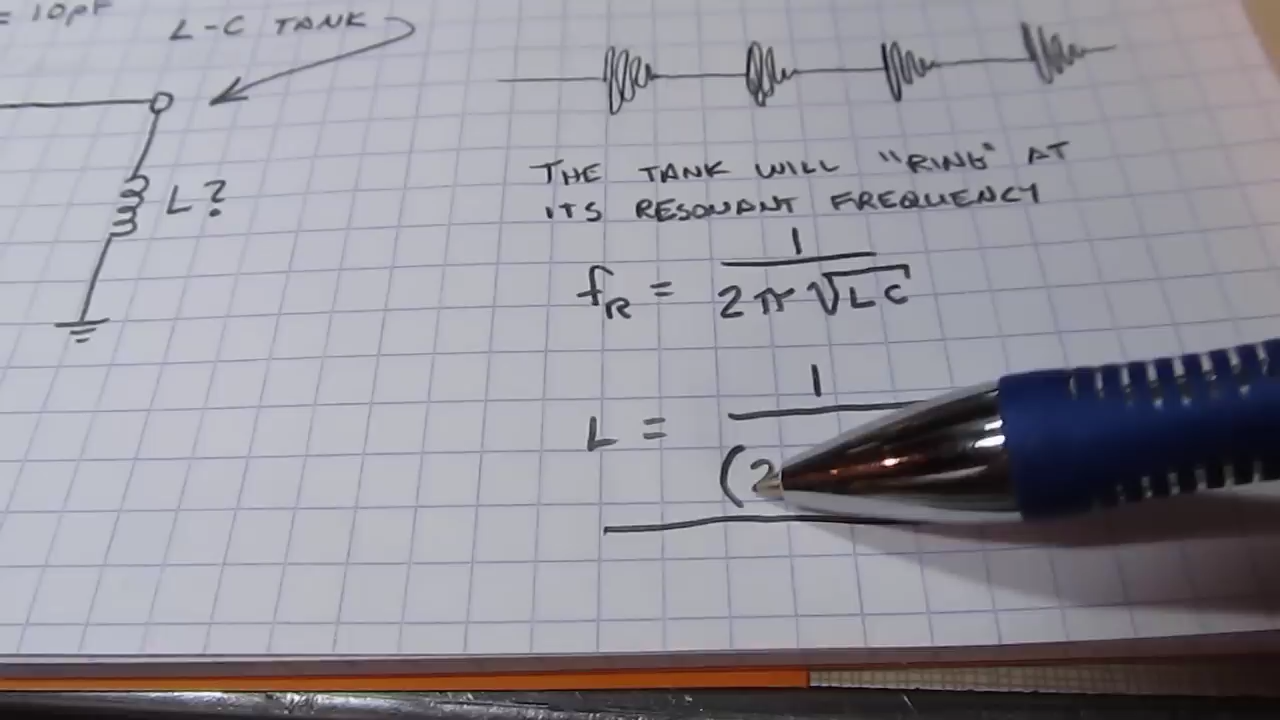 = 10pF
L-C TANK
L?
THE TANK WILL "RING" AT
ITS RESONANT FREQUENCY
fR = 1 / 2π√LC
L = 1 / (2